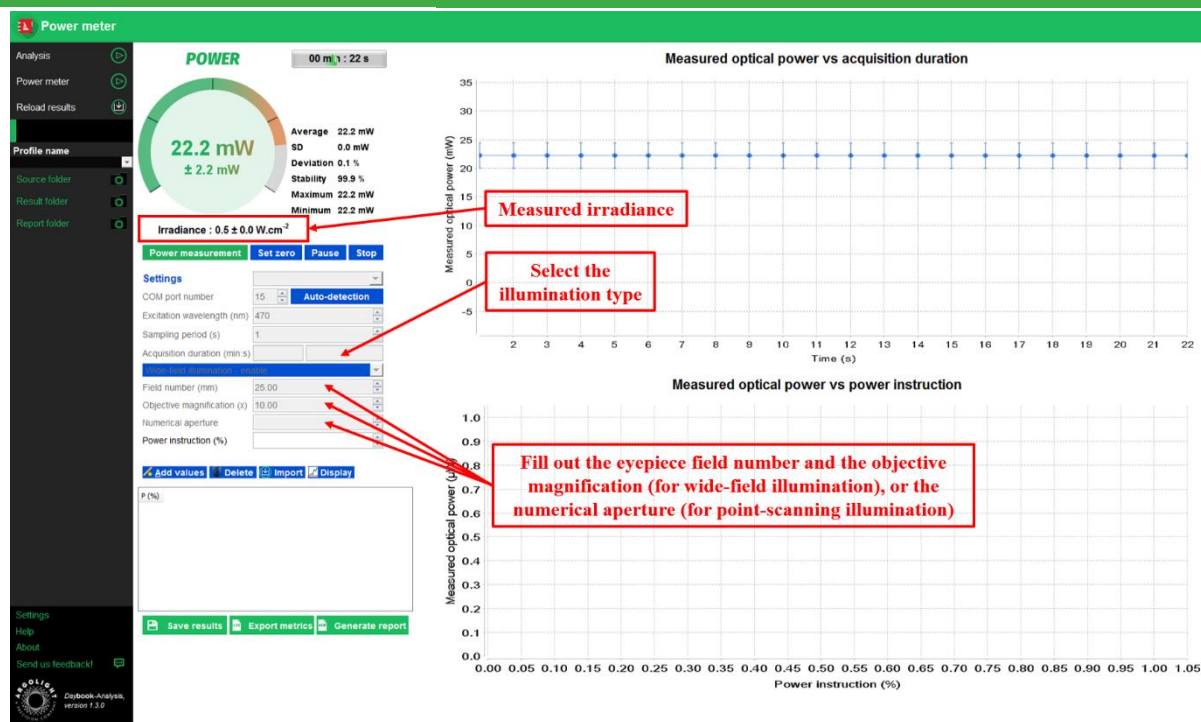 Power meter
Analysis
Power meter
Reload results
Profile name
Source folder
Result folder
Report folder
Settings
Help
About
Send us feedback!
ARGOLIGHT
Daybook-Analysis,
version 1.3.0
POWER
00 min : 22 s
22.2 mW
± 2.2 mW
Average 22.2 mW
SD 0.0 mW
Deviation 0.1 %
Stability 99.9 %
Maximum 22.2 mW
Minimum 22.2 mW
Irradiance : 0.5 ± 0.0 W.cm-2
Power measurement Set zero Pause Stop
Settings
COM port number 15 Auto-detection
Excitation wavelength (nm) 470
Sampling period (s) 1
Acquisition duration (min:s)
Wide-field illumination - enable
Field number (mm) 25.00
Objective magnification (x) 10.00
Numerical aperture
Power instruction (%)
Add values Delete Import Display
P (%)
Save results Export metrics Generate report
Measured optical power vs acquisition duration
Measured optical power (mW)
35
30
25
20
15
10
5
0
-5
2 3 4 5 6 7 8 9 10 11 12 13 14 15 16 17 18 19 20 21 22
Time (s)
Measured irradiance
Select the
illumination type
Measured optical power vs power instruction
Measured optical power
1.0
0.9
0.8
0.7
0.6
0.5
0.4
0.3
0.2
0.1
0.0
0.00 0.05 0.10 0.15 0.20 0.25 0.30 0.35 0.40 0.45 0.50 0.55 0.60 0.65 0.70 0.75 0.80 0.85 0.90 0.95 1.00 1.05
Power instruction (%)
Fill out the eyepiece field number and the objective
magnification (for wide-field illumination), or the
numerical aperture (for point-scanning illumination)